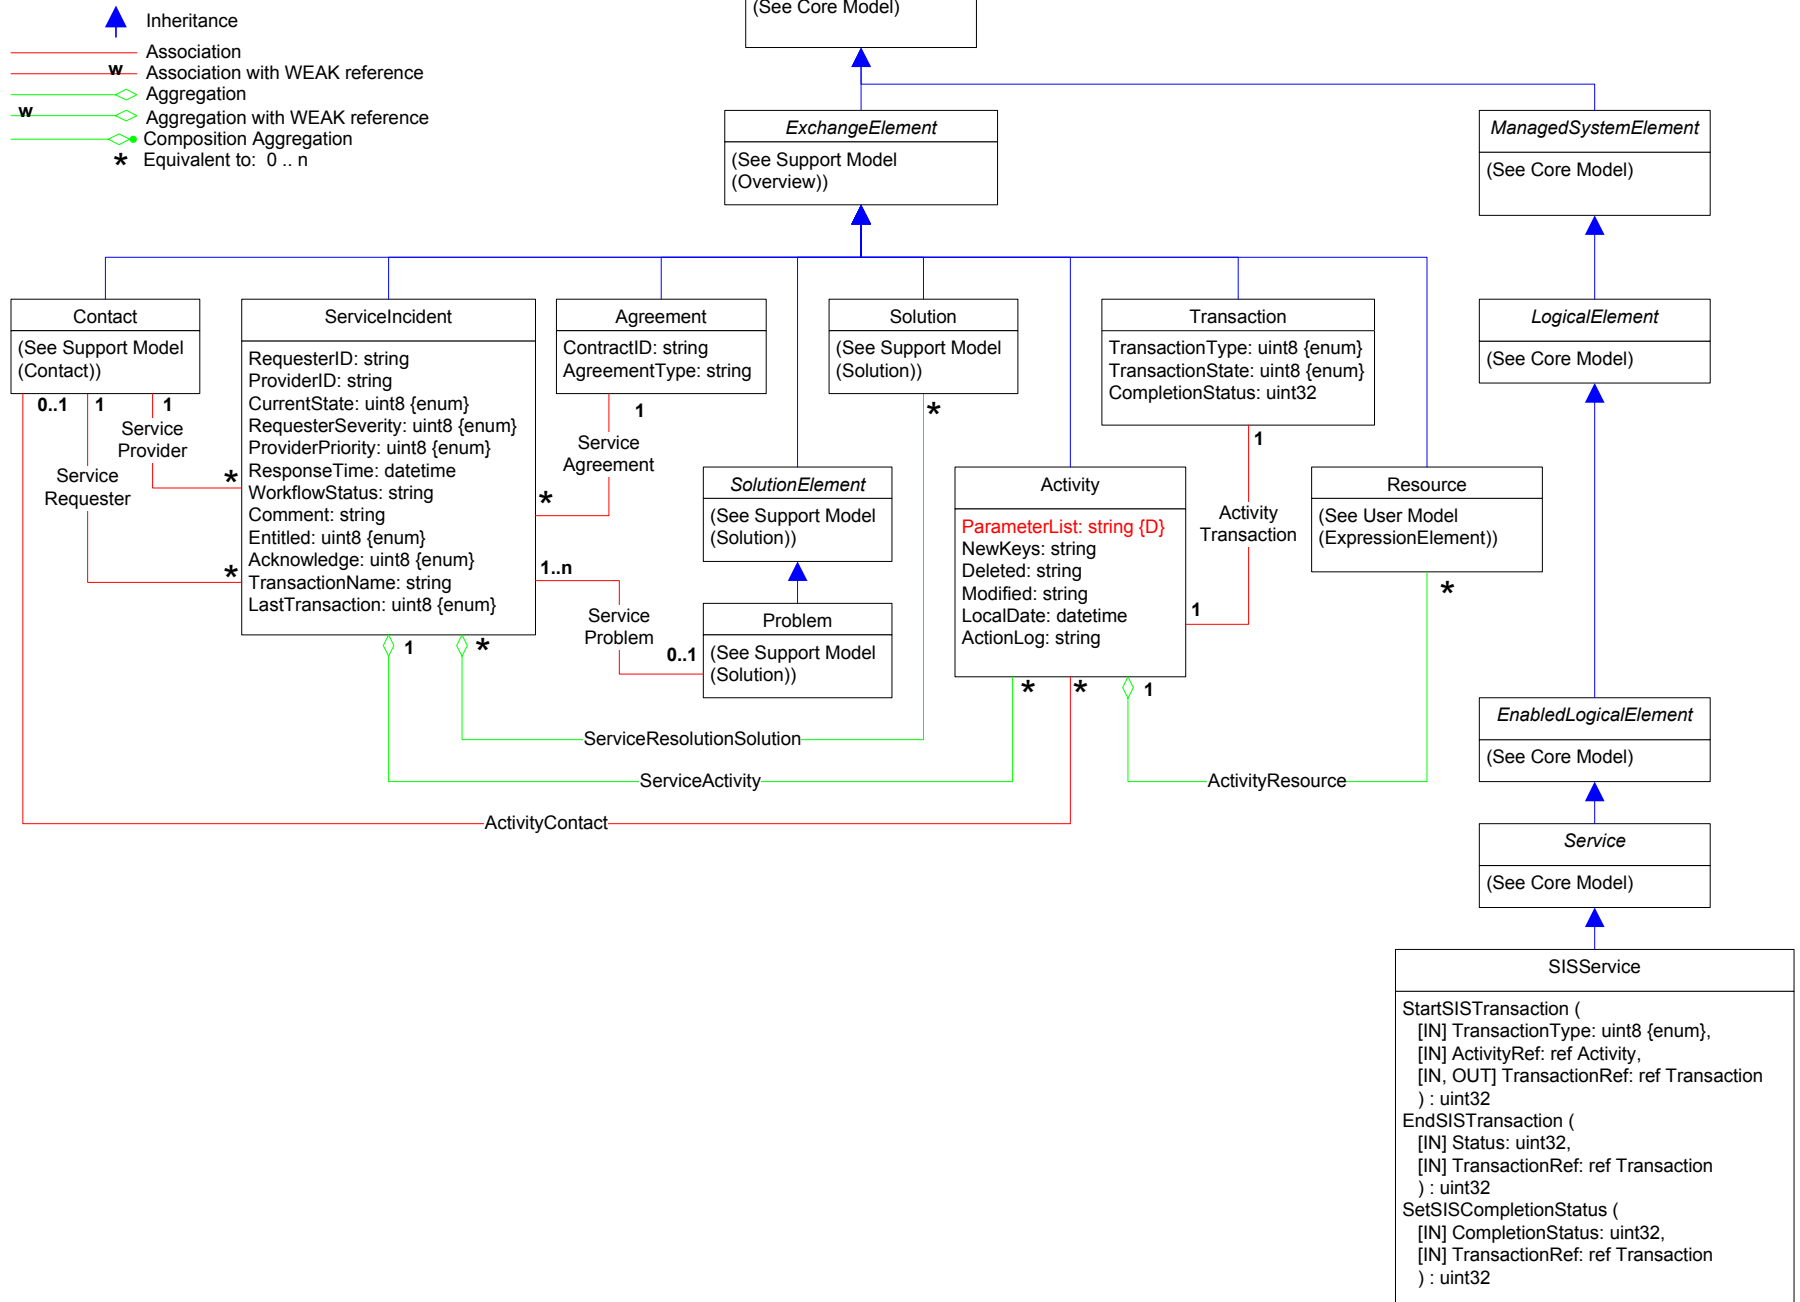 (See Core Model)
Inheritance
Association
w
Association with WEAK reference
Aggregation
w
Aggregation with WEAK reference
Composition Aggregation
* Equivalent to: 0 .. n
ExchangeElement
(See Support Model
(Overview))
ManagedSystemElement
(See Core Model)
Contact
(See Support Model
(Contact))
ServiceIncident
RequesterID: string
ProviderID: string
CurrentState: uint8 {enum}
RequesterSeverity: uint8 {enum}
ProviderPriority: uint8 {enum}
ResponseTime: datetime
WorkflowStatus: string
Comment: string
Entitled: uint8 {enum}
Acknowledge: uint8 {enum}
TransactionName: string
LastTransaction: uint8 {enum}
Agreement
ContractID: string
AgreementType: string
Solution
(See Support Model
(Solution))
Transaction
TransactionType: uint8 {enum}
TransactionState: uint8 {enum}
CompletionStatus: uint32
LogicalElement
(See Core Model)
0..1
1
1
Service
Provider
*
Service
Requester
*
1
Service
Agreement
*
*
1
Activity
Transaction
1
SolutionElement
(See Support Model
(Solution))
Activity
ParameterList: string {D}
NewKeys: string
Deleted: string
Modified: string
LocalDate: datetime
ActionLog: string
Resource
(See User Model
(ExpressionElement))
*
1..n
Service
Problem
0..1
Problem
(See Support Model
(Solution))
1
*
*
*
1
ServiceResolutionSolution
ServiceActivity
ActivityResource
ActivityContact
EnabledLogicalElement
(See Core Model)
Service
(See Core Model)
SISService
StartSISTransaction (
[IN] TransactionType: uint8 {enum},
[IN] ActivityRef: ref Activity,
[IN, OUT] TransactionRef: ref Transaction
) : uint32
EndSISTransaction (
[IN] Status: uint32,
[IN] TransactionRef: ref Transaction
) : uint32
SetSISCompletionStatus (
[IN] CompletionStatus: uint32,
[IN] TransactionRef: ref Transaction
) : uint32